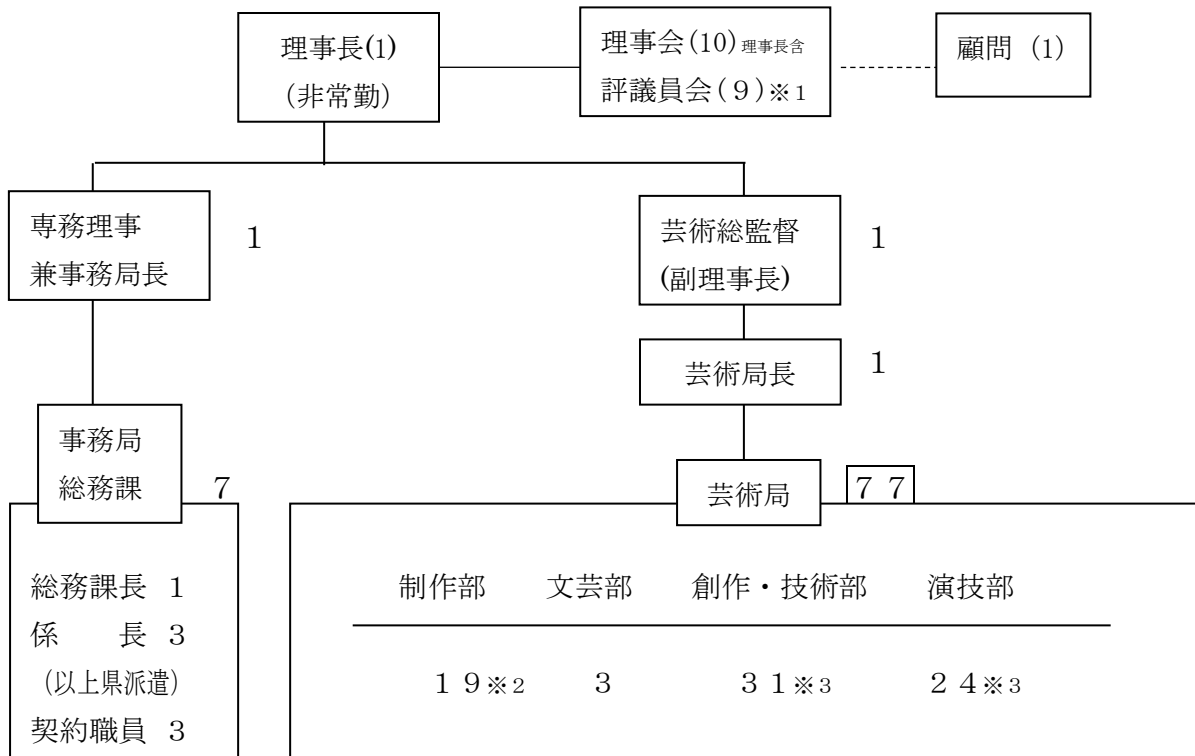 理事長(1)
(非常勤)
理事会(10)理事長含
評議員会(9)※1
顧問 (1)
専務理事
兼事務局長
1
芸術総監督
(副理事長)
1
芸術局長
1
事務局
総務課
7
芸術局
77
総務課長 1
係　　長 3
(以上県派遣)
契約職員 3
制作部 文芸部 創作・技術部 演技部
19※2 3 31※3 24※3